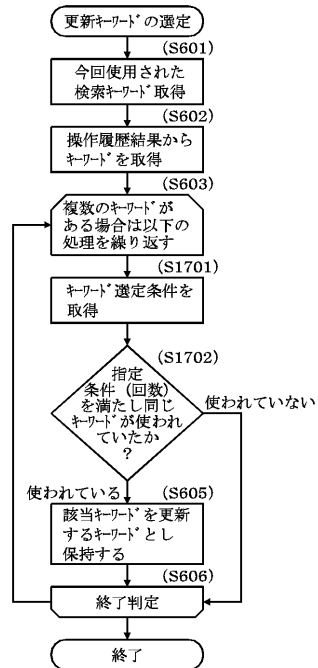 更新ｷｰﾜｰﾄﾞの選定
(S601)
今回使用された
検索ｷｰﾜｰﾄﾞ取得
(S602)
操作履歴結果から
ｷｰﾜｰﾄﾞを取得
(S603)
複数のｷｰﾜｰﾄﾞが
ある場合は以下の
処理を繰り返す
(S1701)
ｷｰﾜｰﾄﾞ選定条件を
取得
(S1702)
指定
条件（回数）
を満たし同じ
ｷｰﾜｰﾄﾞが使われ
ていたか
？
使われていない
使われている
(S605)
該当ｷｰﾜｰﾄﾞを更新
するｷｰﾜｰﾄﾞとし
保持する
(S606)
終了判定
終了